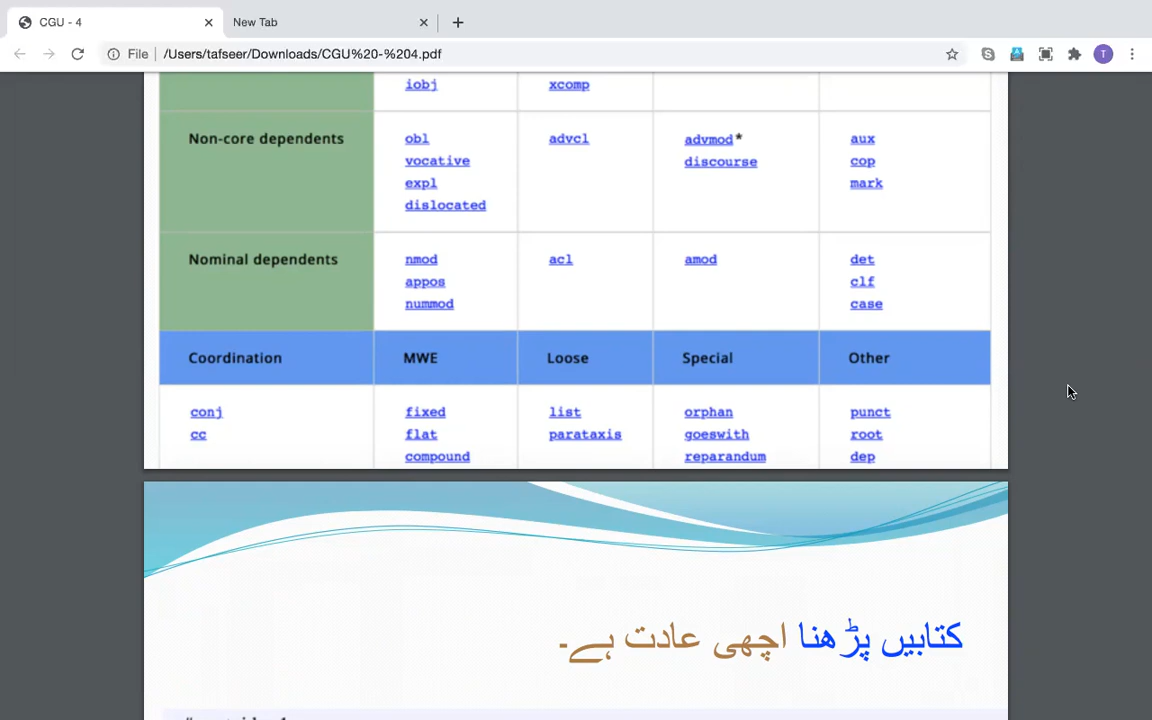 CGU - 4
New Tab
File /Users/tafseer/Downloads/CGU%20-%204.pdf
T
iobj xcomp
Non-core dependents obl advcl advmod* aux
vocative discourse cop
expl mark
dislocated
Nominal dependents nmod acl amod det
appos clf
nummod case
Coordination MWE Loose Special Other
conj fixed list orphan punct
cc flat parataxis goeswith root
compound reparandum dep
کتابیں پڑھنا اچھی عادت ہے۔